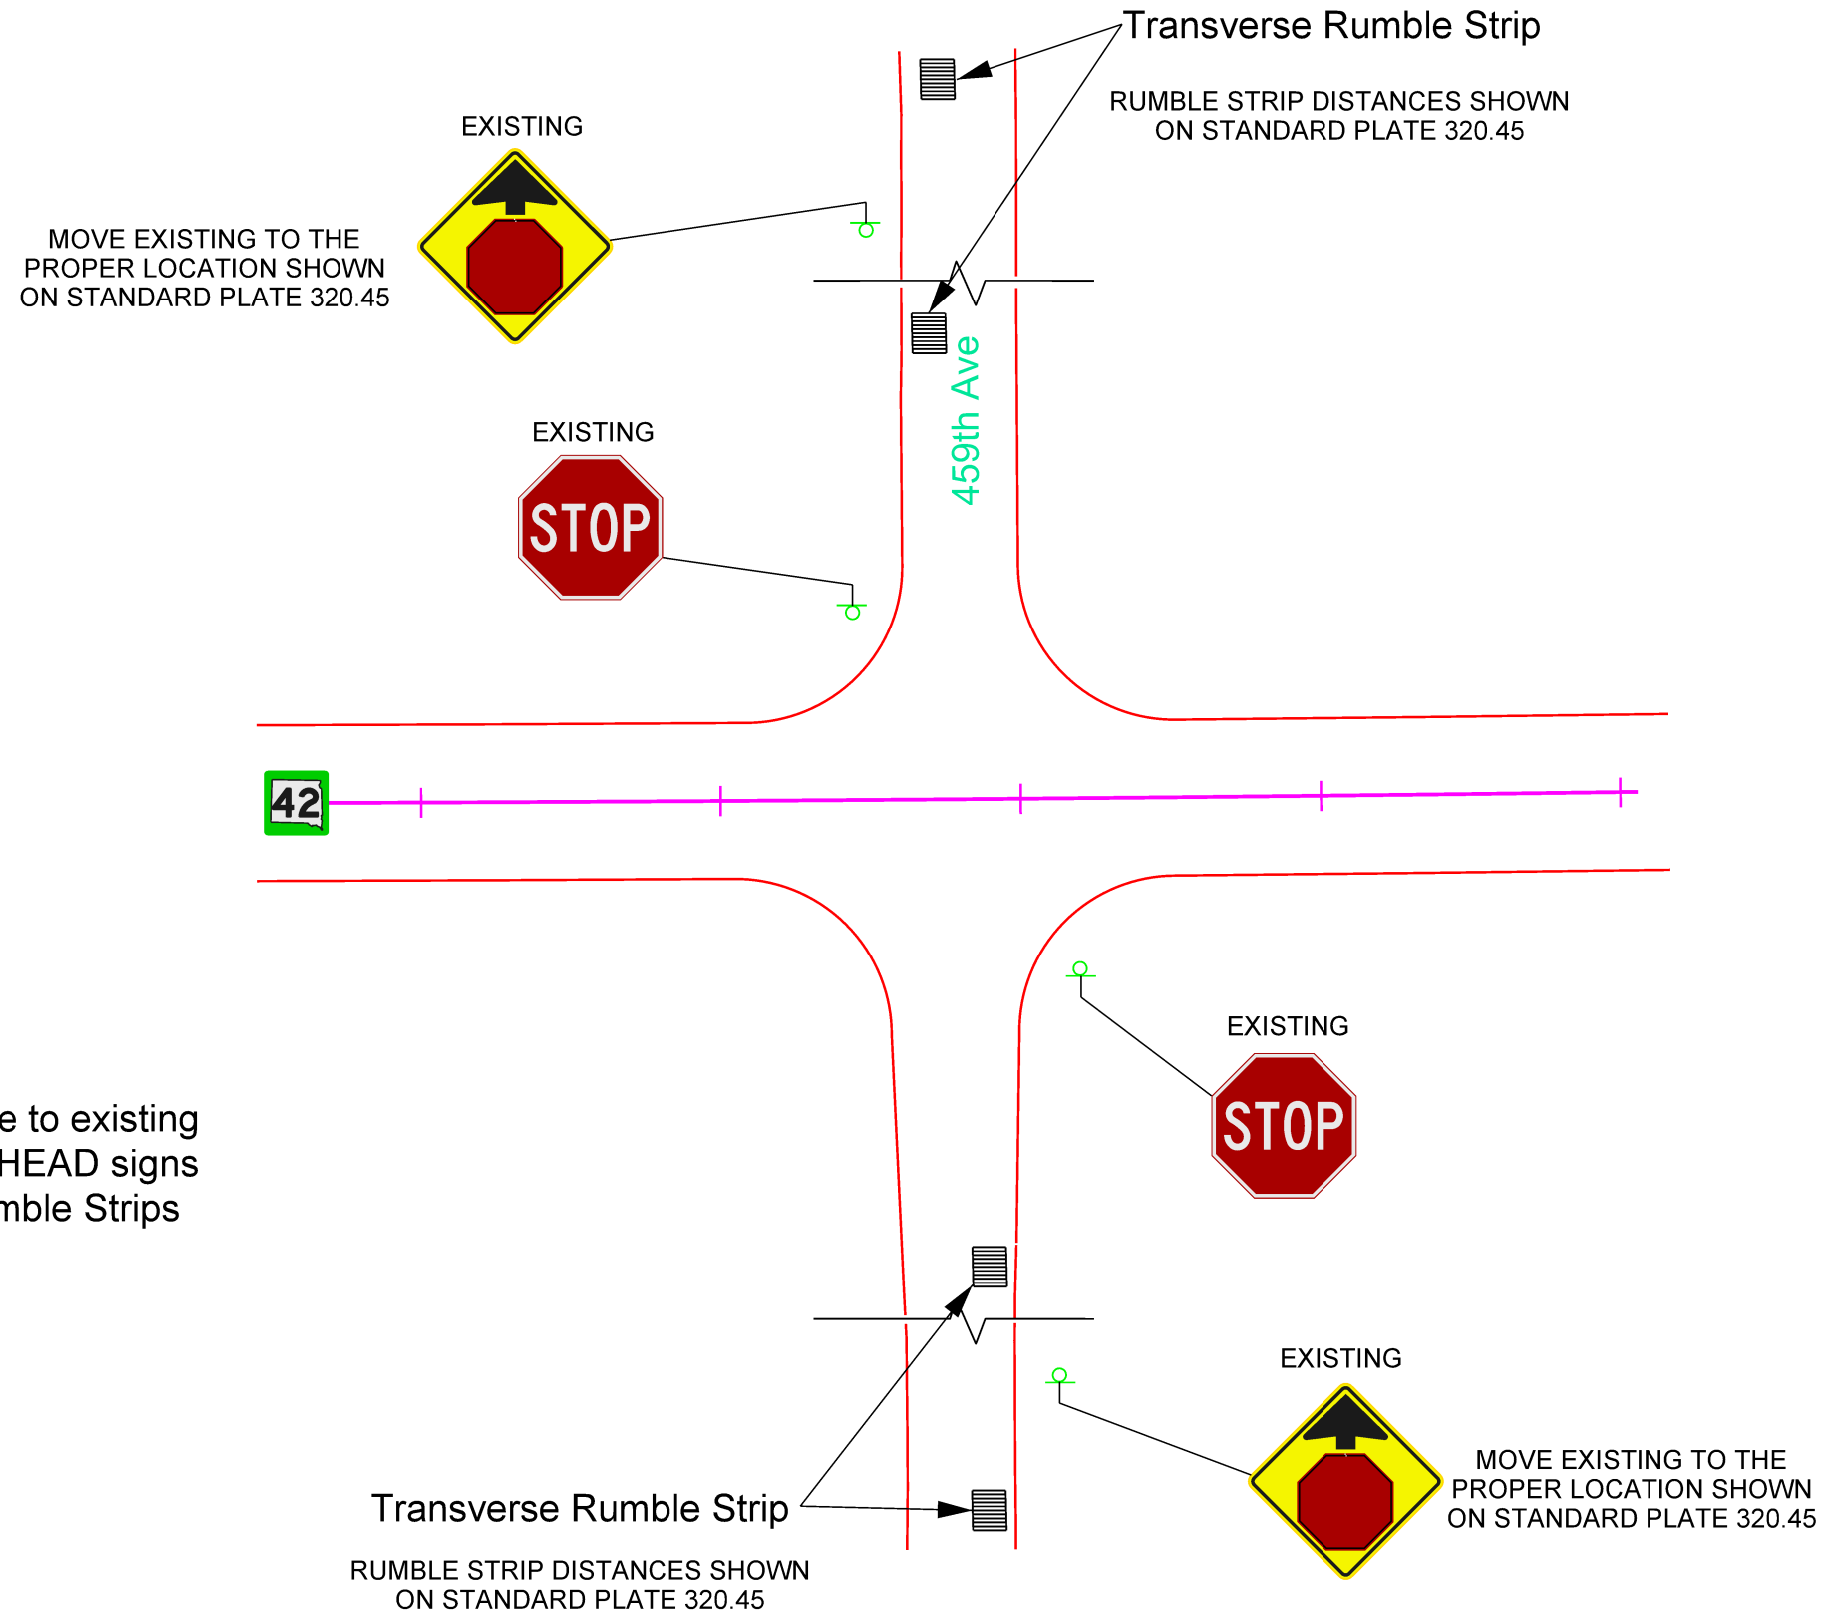 Transverse Rumble Strip
RUMBLE STRIP DISTANCES SHOWN
ON STANDARD PLATE 320.45
EXISTING
MOVE EXISTING TO THE
PROPER LOCATION SHOWN
ON STANDARD PLATE 320.45
459th Ave
EXISTING
STOP
42
EXISTING
STOP
e to existing
HEAD signs
mble Strips
EXISTING
MOVE EXISTING TO THE
PROPER LOCATION SHOWN
ON STANDARD PLATE 320.45
Transverse Rumble Strip
RUMBLE STRIP DISTANCES SHOWN
ON STANDARD PLATE 320.45